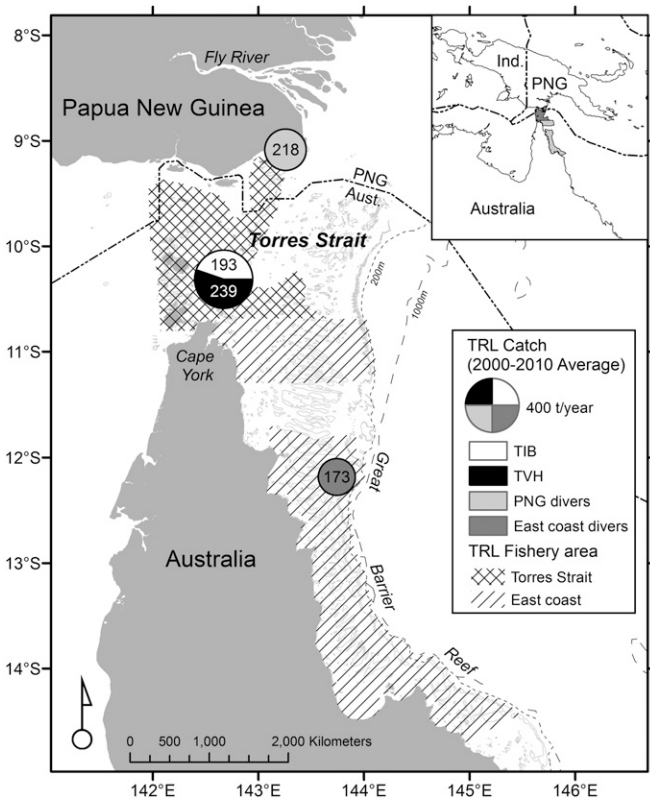 8°S
9°S
10°S
11°S
12°S
13°S
14°S
142°E
143°E
144°E
145°E
146°E
Fly River
Papua New Guinea
218
PNG
Aust.
Torres Strait
193
239
200m
1000m
Cape
York
173
Great
Barrier
Reef
Australia
0 500 1,000 2,000 Kilometers
Ind.
PNG
Australia
TRL Catch
(2000-2010 Average)
400 t/year
TIB
TVH
PNG divers
East coast divers
TRL Fishery area
Torres Strait
East coast